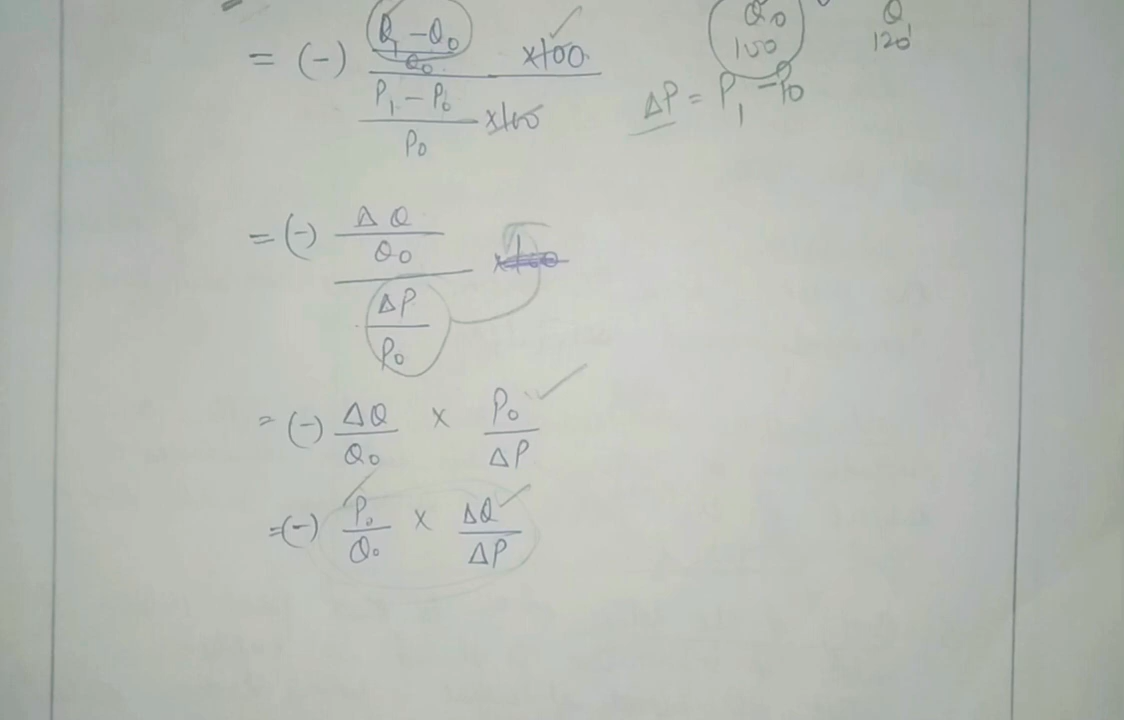 Q₀ Q₁
150 120
= (-) Q₁ - Q₀ / Q₀ ×100 / P₁ - P₀ / P₀ ×100
ΔP = P₁ - P₀
= (-) ΔQ / Q₀ / ΔP / P₀ ×100
= (-) ΔQ / Q₀ × P₀ / ΔP
= (-) P₀ / Q₀ × ΔQ / ΔP